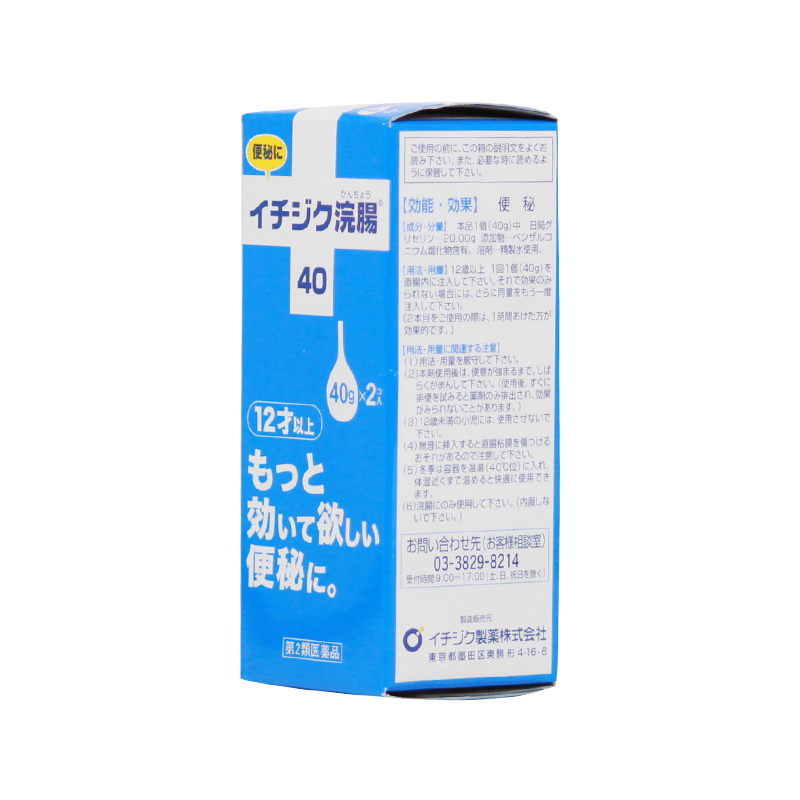 便秘に
かんちょう
イチジク浣腸®
40
40g×2コ入
12才以上
もっと
効いて欲しい
便秘に。
第2類医薬品
ご使用の前に、この箱の説明文をよくお
読み下さい。また、必要な時に読めるよ
うに保管して下さい。
【効能・効果】 便 秘
【成分・分量】 本品1個(40g)中 日局グ
リセリン…20.00g 添加物…ベンザルコ
ニウム塩化物含有。溶剤…精製水使用。
【用法・用量】12歳以上 1回1個(40g)を
直腸内に注入して下さい。それで効果のみ
られない場合には、さらに同量をもう一度
注入して下さい。
(2本目をご使用の際は、1時間あけた方が
効果的です。)
【用法・用量に関連する注意】
(1)用法・用量を厳守して下さい。
(2)本剤使用後は、便意が強まるまで、しば
らくがまんして下さい。(使用後、すぐに
排便を試みると薬剤のみ排出され、効果
がみられないことがあります。)
(3)12歳未満の小児には、使用させないで
下さい。
(4)無理に挿入すると直腸粘膜を傷つける
おそれがあるので注意して下さい。
(5)冬季は容器を温湯(40℃位)に入れ、
体温近くまで温めると快適に使用でき
ます。
(6)浣腸にのみ使用して下さい。(内服しな
いで下さい。)
お問い合わせ先(お客様相談室)
03-3829-8214
受付時間9:00〜17:00(土、日、祝日を除く)
製造販売元
イチジク製薬株式会社
東京都墨田区東駒形4-16-6